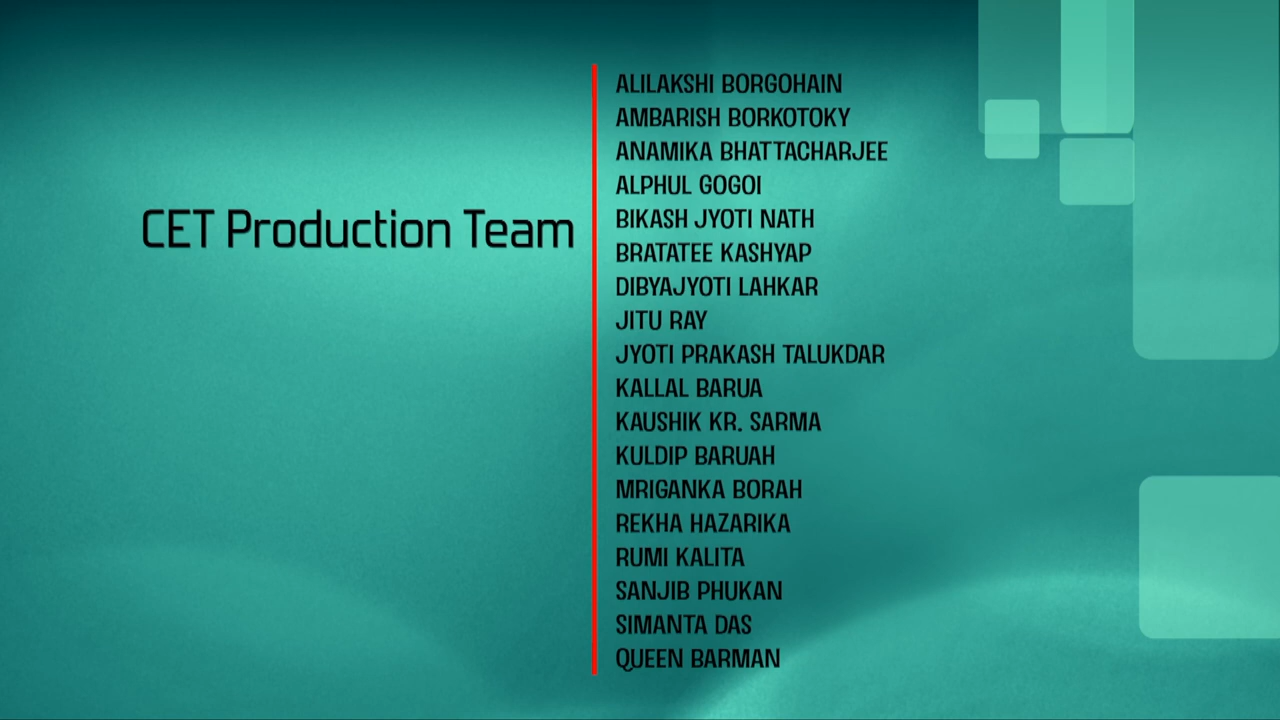 CET Production Team
ALILAKSHI BORGOHAIN
AMBARISH BORKOTOKY
ANAMIKA BHATTACHARJEE
ALPHUL GOGOI
BIKASH JYOTI NATH
BRATATEE KASHYAP
DIBYAJYOTI LAHKAR
JITU RAY
JYOTI PRAKASH TALUKDAR
KALLAL BARUA
KAUSHIK KR. SARMA
KULDIP BARUAH
MRIGANKA BORAH
REKHA HAZARIKA
RUMI KALITA
SANJIB PHUKAN
SIMANTA DAS
QUEEN BARMAN